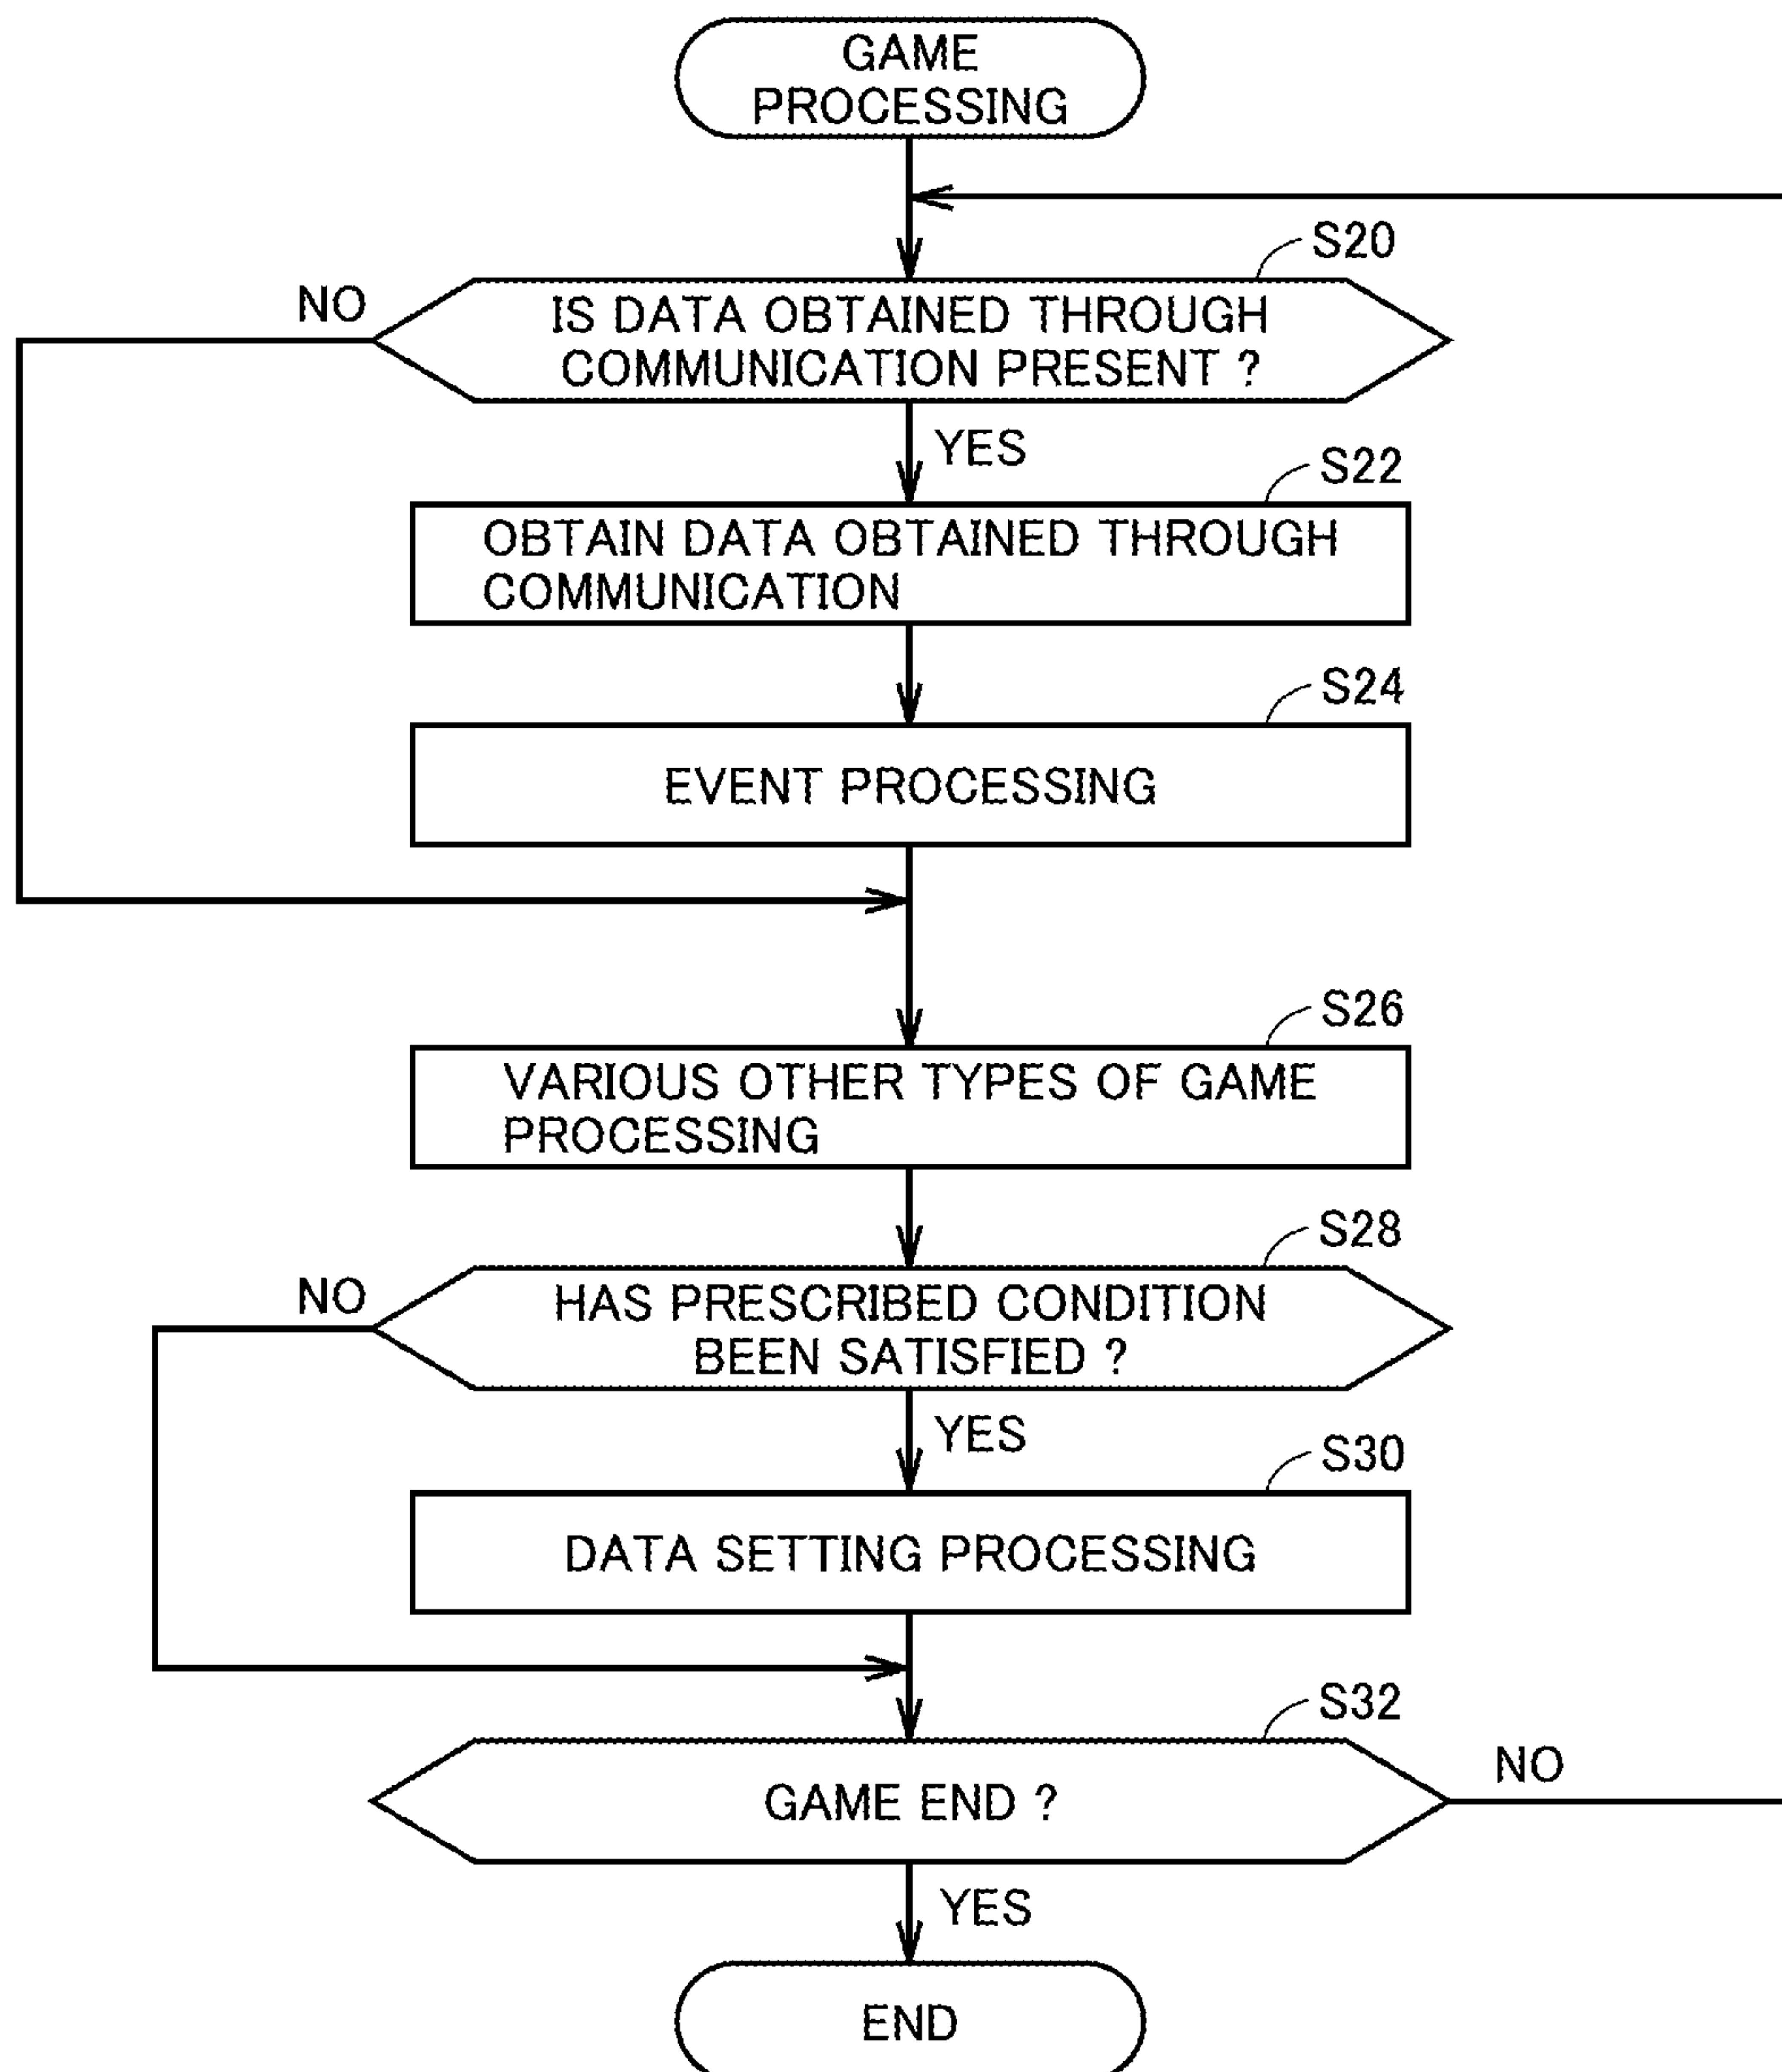 GAME
PROCESSING
S20
NO
IS DATA OBTAINED THROUGH
COMMUNICATION PRESENT ?
YES
S22
OBTAIN DATA OBTAINED THROUGH
COMMUNICATION
S24
EVENT PROCESSING
S26
VARIOUS OTHER TYPES OF GAME
PROCESSING
S28
NO
HAS PRESCRIBED CONDITION
BEEN SATISFIED ?
YES
S30
DATA SETTING PROCESSING
S32
NO
GAME END ?
YES
END